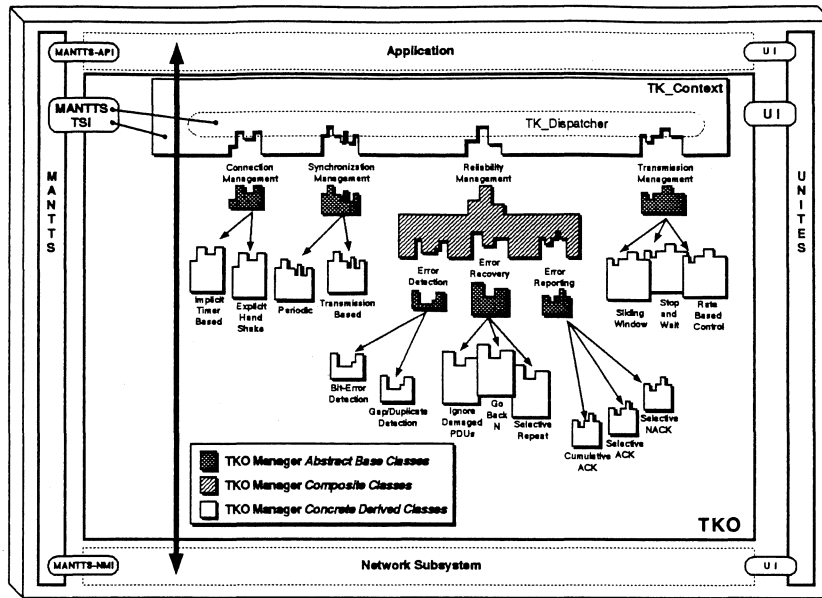 MANTTS-API
Application
U I
TK_Context
MANTTS
TSI
TK_Dispatcher
U I
Connection
Management
Synchronization
Management
Reliability
Management
Transmission
Management
MANTTS
UNITES
Error
Detection
Error
Recovery
Error
Reporting
Implicit
Timer
Based
Explicit
Hand
Shake
Periodic
Transmission
Based
Sliding
Window
Stop
and
Wait
Rate
Based
Control
Bit-Error
Detection
Gap/Duplicate
Detection
Ignore
Damaged
PDUs
Go
Back
N
Selective
Repeat
Cumulative
ACK
Selective
ACK
Selective
NACK
TKO Manager Abstract Base Classes
TKO Manager Composite Classes
TKO Manager Concrete Derived Classes
TKO
MANTTS-NMI
Network Subsystem
U I